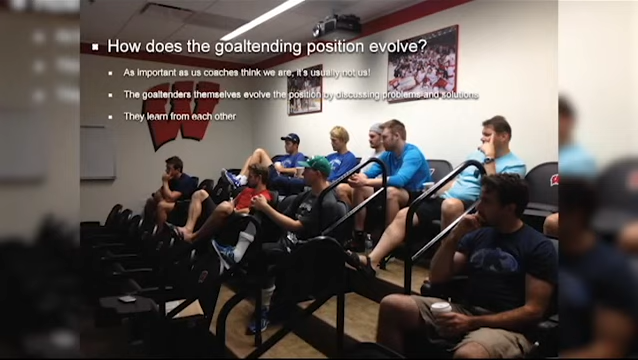 How does the goaltending position evolve?
As important as us coaches think we are, it's usually not us!
The goaltenders themselves evolve the position by discussing problems and solutions
They learn from each other
W